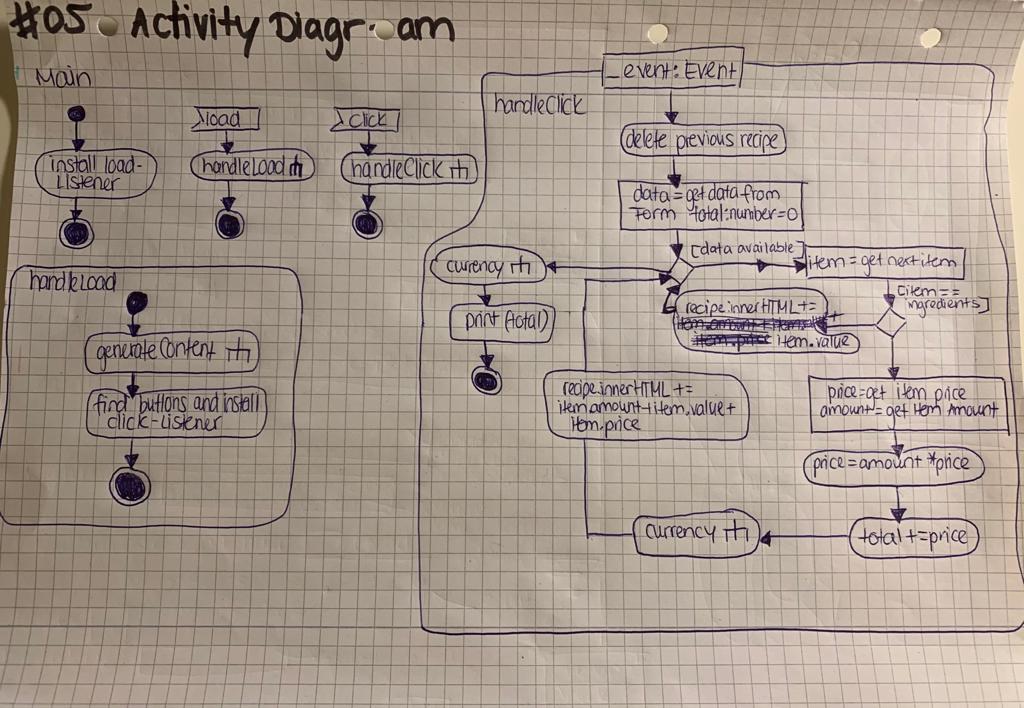 #05 Activity Diagram
Main
install load-
Listener
load
handleLoad
click
handleClick
handleLoad
generateContent
find buttons and install
click-Listener
_event: Event
handleClick
delete previous recipe
data = get data from
Form total:number=0
[data available]
item = get next item
[item ==
ingredients]
currency
print (total)
recipe.innerHTML +=
item.value
price=get item price
amount= get Item Amount
price=amount *price
total +=price
currency
recipe.innerHTML +=
item.amount+item.value+
Item.price